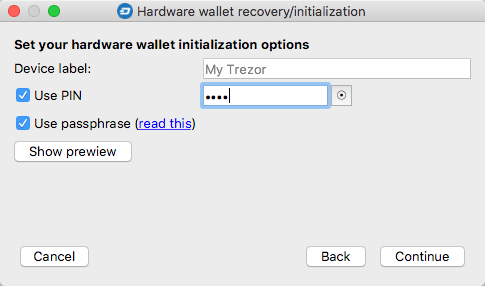 Hardware wallet recovery/initialization
Set your hardware wallet initialization options
Device label: My Trezor
Use PIN ••••
Use passphrase (read this)
Show prewiew
Cancel Back Continue